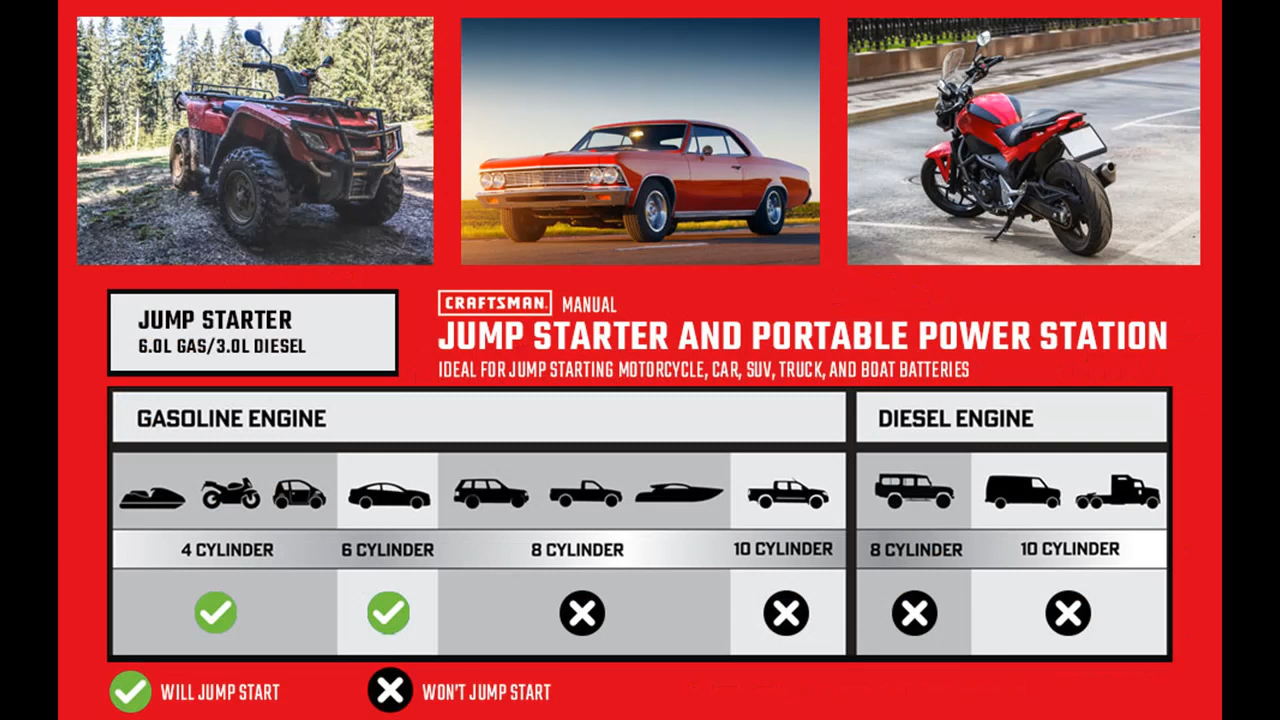 JUMP STARTER
6.0L GAS/3.0L DIESEL
CRAFTSMAN. MANUAL
JUMP STARTER AND PORTABLE POWER STATION
IDEAL FOR JUMP STARTING MOTORCYCLE, CAR, SUV, TRUCK, AND BOAT BATTERIES
GASOLINE ENGINE
DIESEL ENGINE
4 CYLINDER
6 CYLINDER
8 CYLINDER
10 CYLINDER
8 CYLINDER
10 CYLINDER
WILL JUMP START
WON'T JUMP START